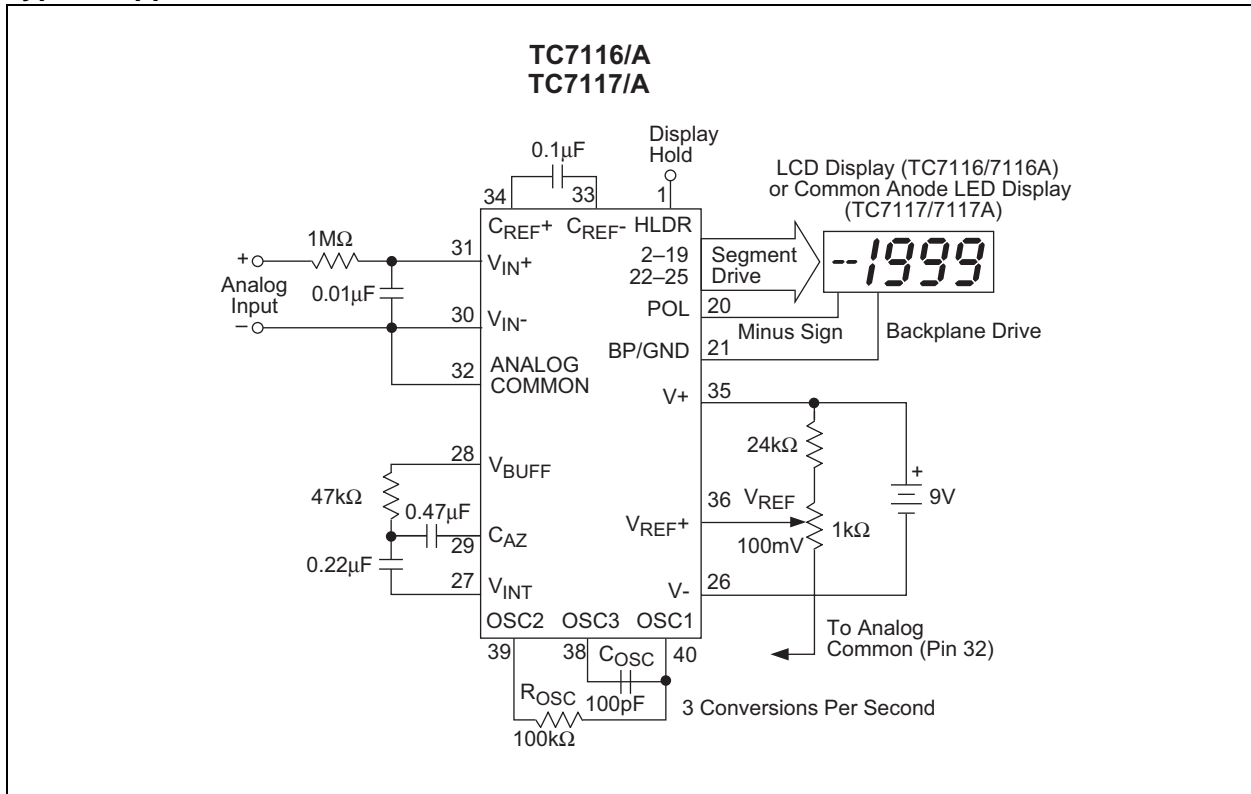 TC7116/A
TC7117/A
Display
Hold
0.1µF
LCD Display (TC7116/7116A)
or Common Anode LED Display
(TC7117/7117A)
34
33
1
CREF+
CREF-
HLDR
1MΩ
31
VIN+
2–19
22–25
Segment
Drive
-1999
+
Analog
Input
–
0.01µF
30
VIN-
POL
20
Minus Sign
Backplane Drive
BP/GND
21
32
ANALOG
COMMON
V+
35
24kΩ
28
VBUFF
+
9V
47kΩ
0.47µF
36
VREF
VREF+
1kΩ
100mV
29
CAZ
0.22µF
27
VINT
V-
26
OSC2
OSC3
OSC1
To Analog
Common (Pin 32)
39
38
COSC
40
ROSC
100pF
3 Conversions Per Second
100kΩ